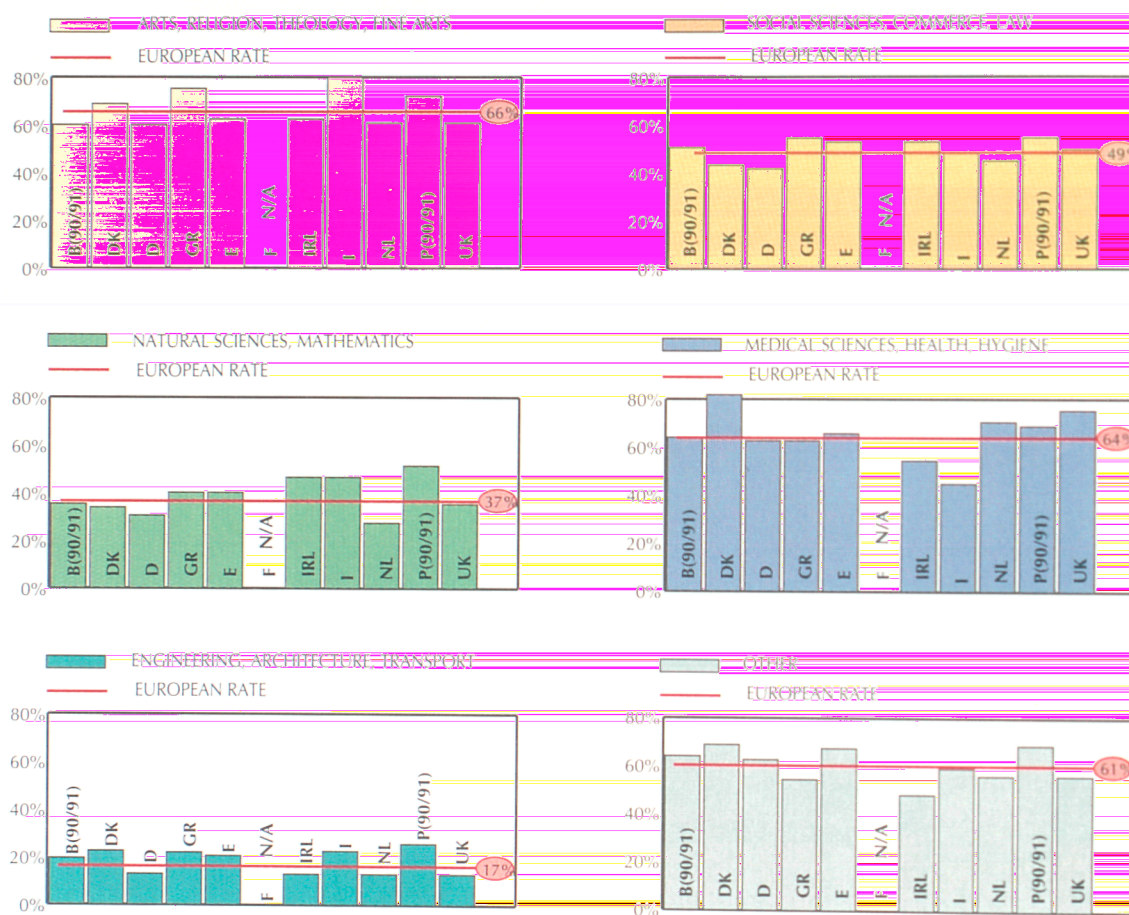 ARTS, RELIGION, THEOLOGY, FINE ARTS
EUROPEAN RATE
80%
60%
40%
20%
0%
66%
B(90/91) DK D GR E F N/A IRL I NL P(90/91) UK
SOCIAL SCIENCES, COMMERCE, LAW
EUROPEAN RATE
80%
60%
40%
20%
0%
49%
B(90/91) DK D GR E F N/A IRL I NL P(90/91) UK
NATURAL SCIENCES, MATHEMATICS
EUROPEAN RATE
80%
60%
40%
20%
0%
37%
B(90/91) DK D GR E F N/A IRL I NL P(90/91) UK
MEDICAL SCIENCES, HEALTH, HYGIENE
EUROPEAN RATE
80%
60%
40%
20%
0%
64%
B(90/91) DK D GR E F N/A IRL I NL P(90/91) UK
ENGINEERING, ARCHITECTURE, TRANSPORT
EUROPEAN RATE
80%
60%
40%
20%
0%
17%
B(90/91) DK D GR E F N/A IRL I NL P(90/91) UK
OTHER
EUROPEAN RATE
80%
60%
40%
20%
0%
61%
B(90/91) DK D GR E F N/A IRL I NL P(90/91) UK